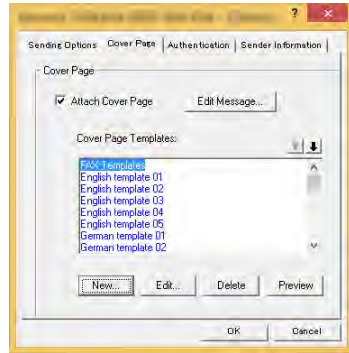 ?
Sending Options Cover Page Authentication Sender Information
Cover Page
Attach Cover Page Edit Message...
Cover Page Templates:
FAX Templates
English template 01
English template 02
English template 03
English template 04
English template 05
German template 01
German template 02
New... Edit... Delete Preview
OK Cancel